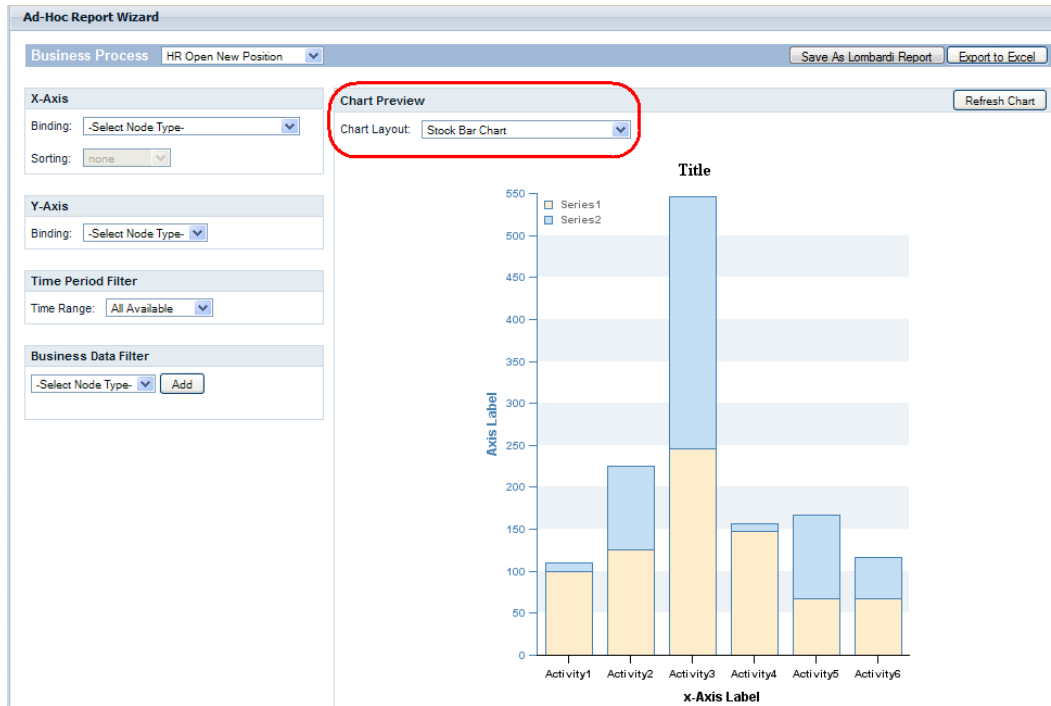 Ad-Hoc Report Wizard
Business Process HR Open New Position Save As Lombardi Report Export to Excel
X-Axis
Binding: -Select Node Type-
Sorting: none
Y-Axis
Binding: -Select Node Type-
Time Period Filter
Time Range: All Available
Business Data Filter
-Select Node Type- Add
Chart Preview Refresh Chart
Chart Layout: Stock Bar Chart
Title
Series1
Series2
Axis Label
550
500
450
400
350
300
250
200
150
100
50
0
Activity1 Activity2 Activity3 Activity4 Activity5 Activity6
x-Axis Label